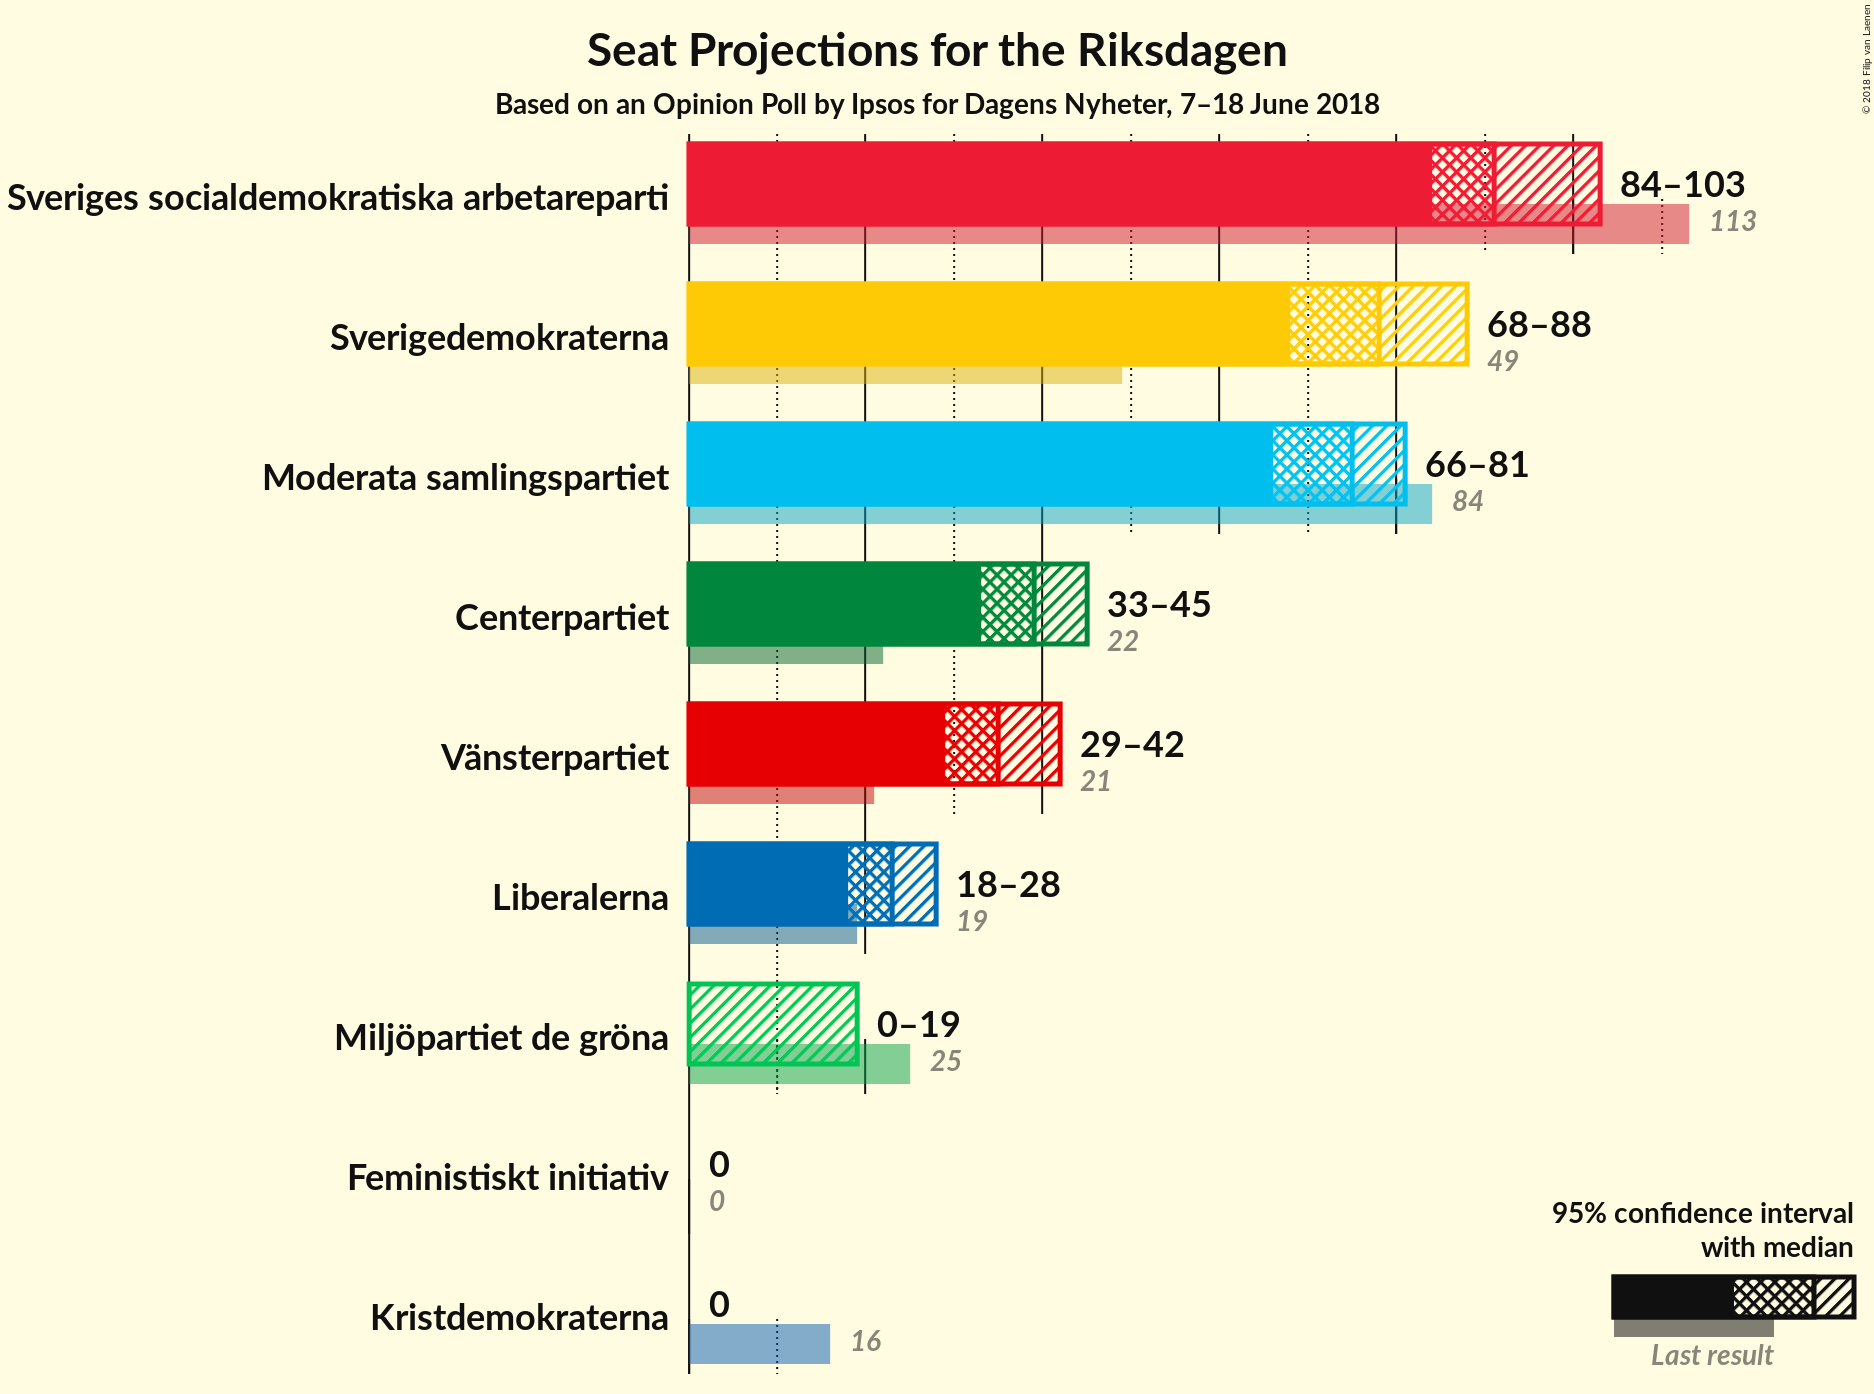 Seat Projections for the Riksdagen
Based on an Opinion Poll by Ipsos for Dagens Nyheter, 7–18 June 2018
© 2018 Filip van Laenen
Sveriges socialdemokratiska arbetareparti
84–103
113
Sverigedemokraterna
68–88
49
Moderata samlingspartiet
66–81
84
Centerpartiet
33–45
22
Vänsterpartiet
29–42
21
Liberalerna
18–28
19
Miljöpartiet de gröna
0–19
25
Feministiskt initiativ
0
0
Kristdemokraterna
0
16
95% confidence interval
with median
Last result